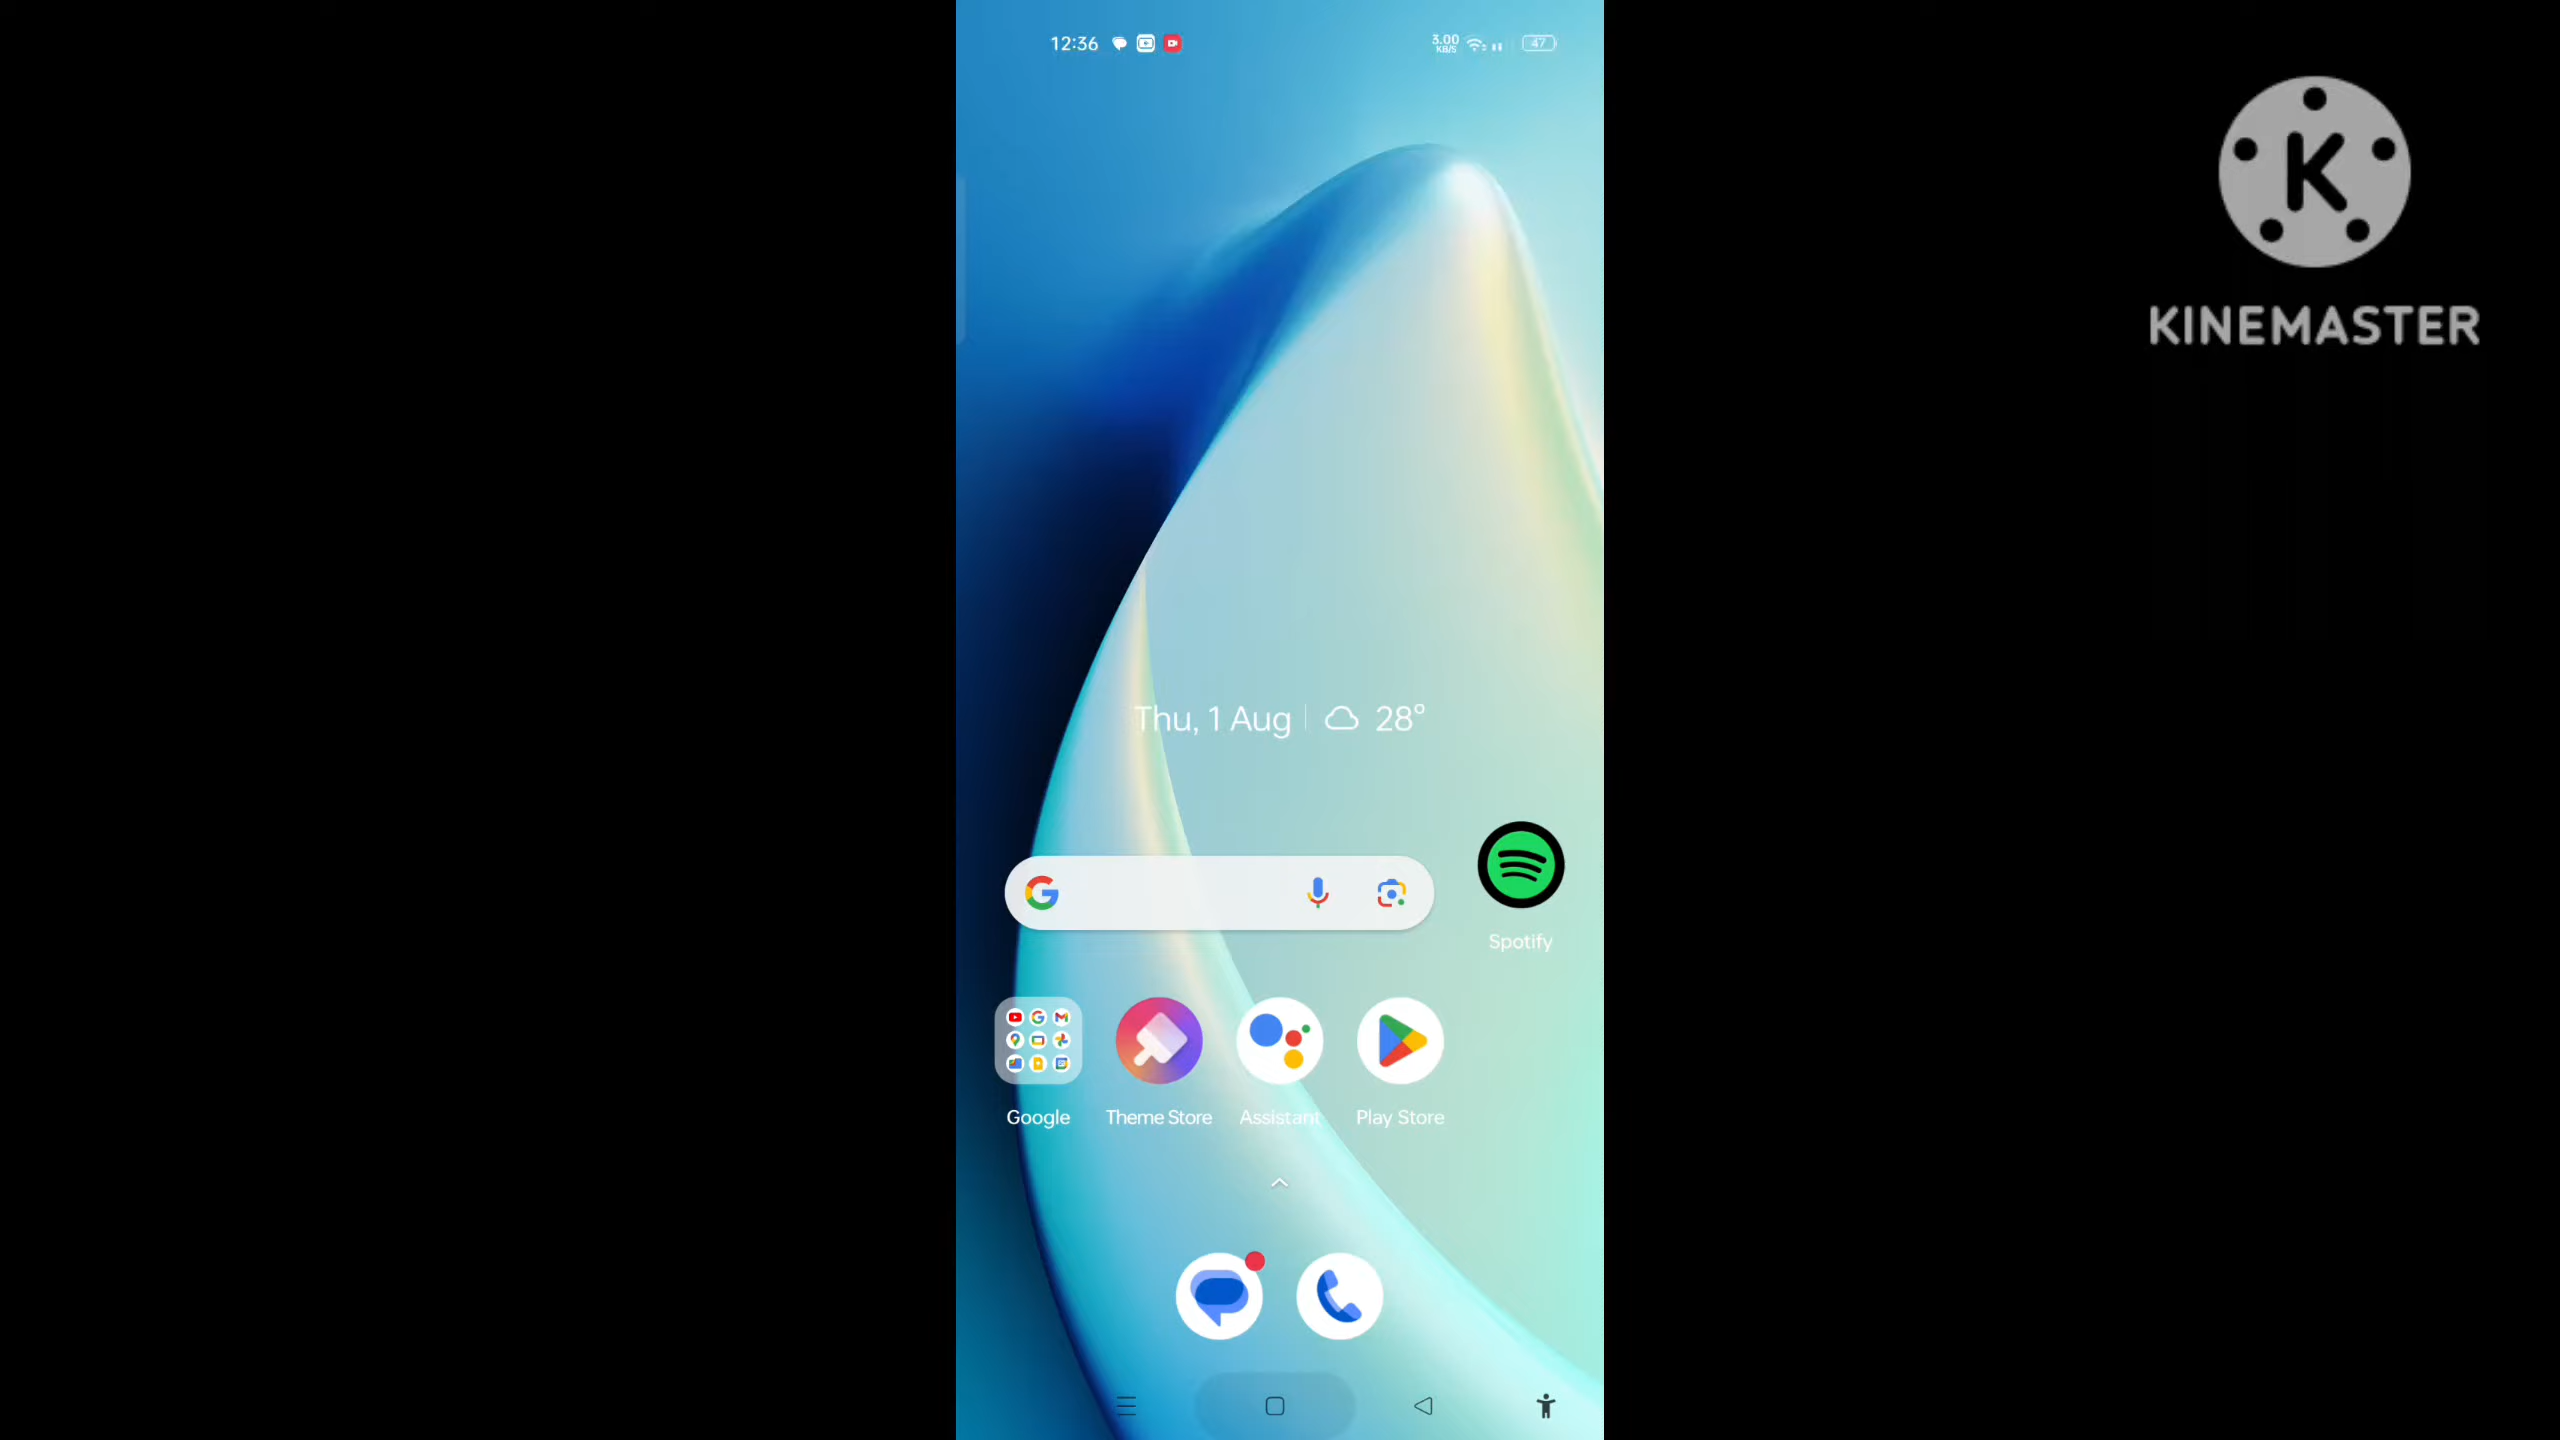 12:36
3.00
KB/S
47
K
KINEMASTER
Thu, 1 Aug
28°
Spotify
Google
Theme Store
Assistant
Play Store